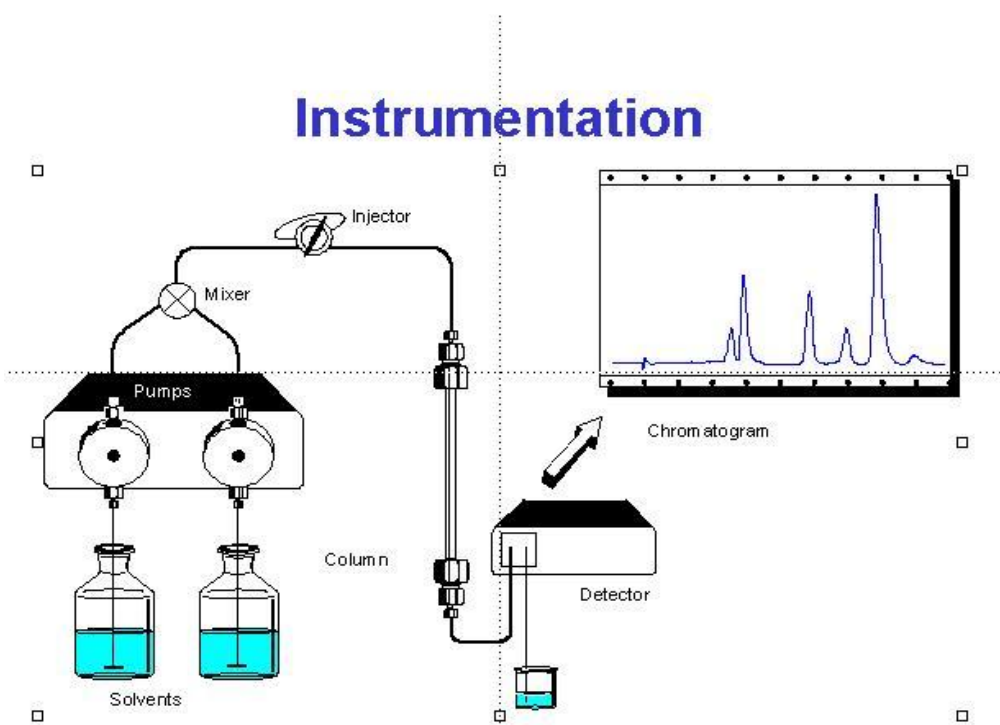 Instrumentation
Injector
Mixer
Pumps
Chromatogram
Column
Detector
Solvents